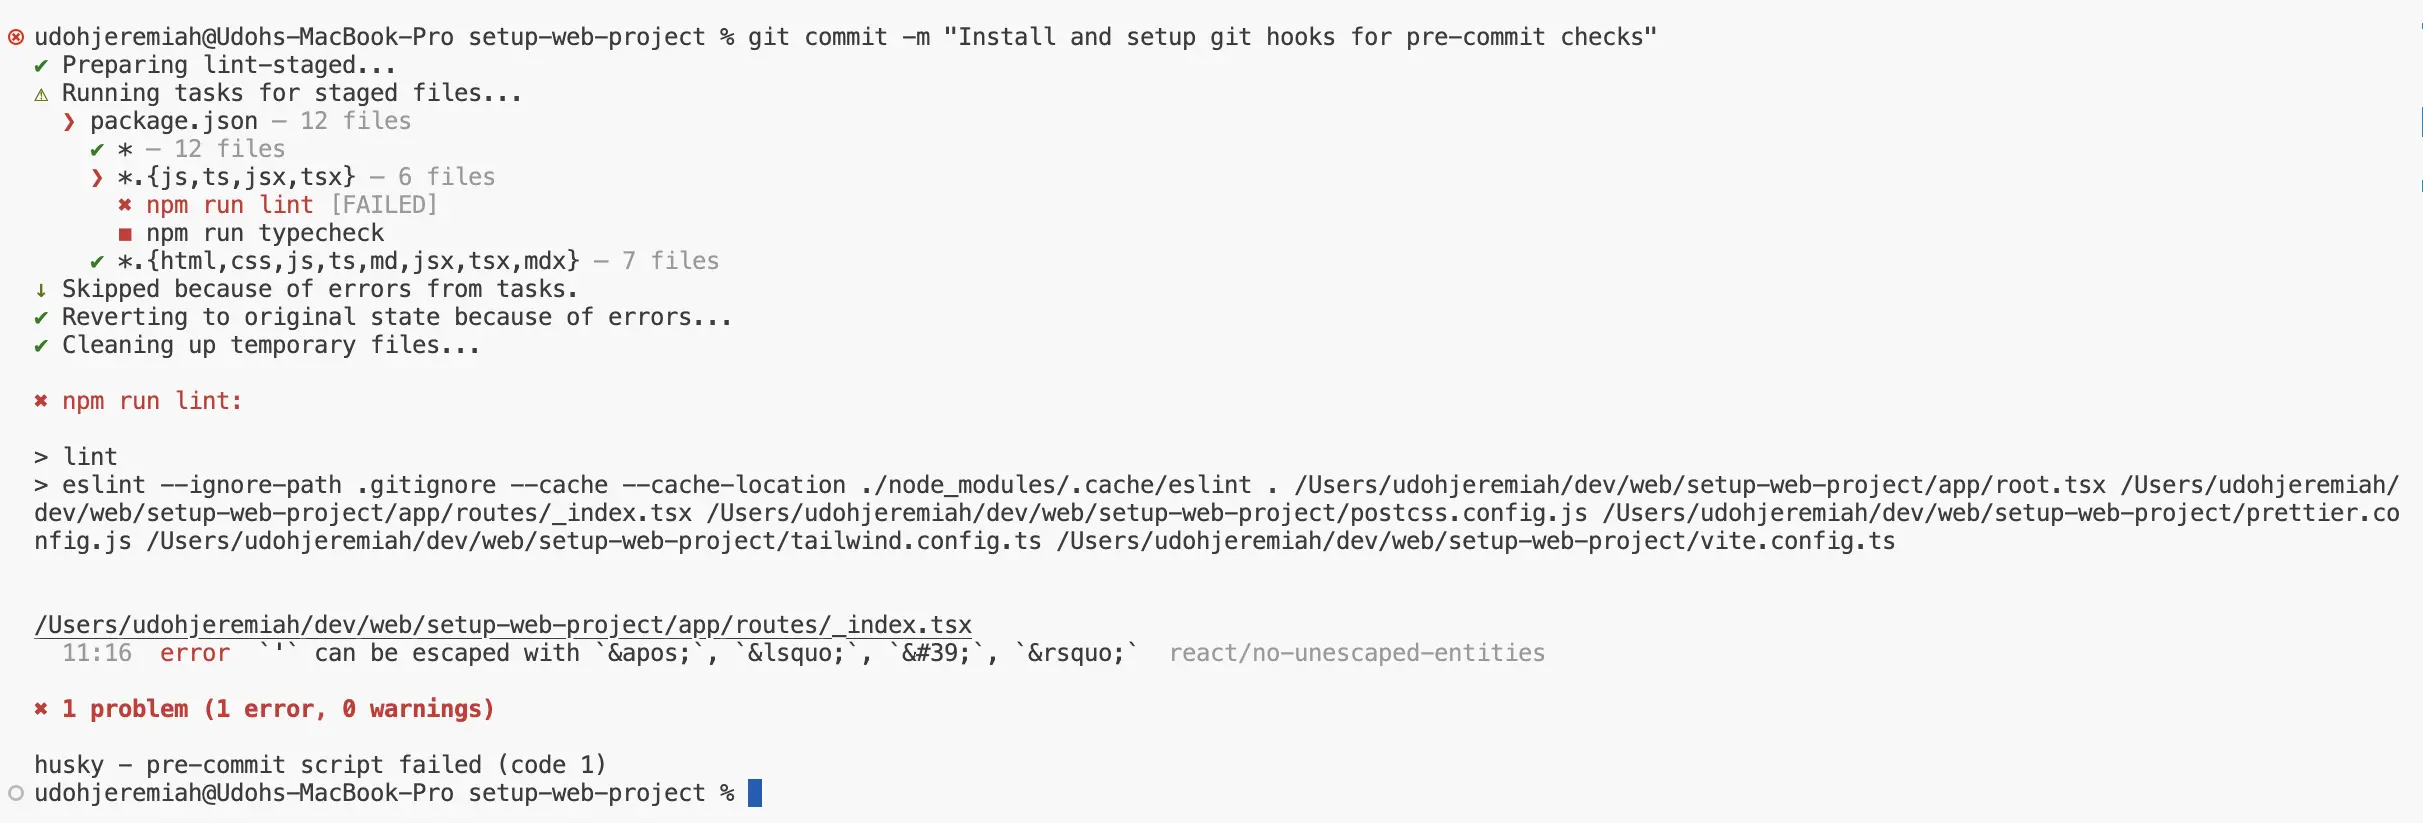 udohjeremiah@Udohs-MacBook-Pro setup-web-project % git commit -m "Install and setup git hooks for pre-commit checks"
✔ Preparing lint-staged...
⚠ Running tasks for staged files...
❯ package.json — 12 files
✔ * — 12 files
❯ *.{js,ts,jsx,tsx} — 6 files
✖ npm run lint [FAILED]
■ npm run typecheck
✔ *.{html,css,js,ts,md,jsx,tsx,mdx} — 7 files
↓ Skipped because of errors from tasks.
✔ Reverting to original state because of errors...
✔ Cleaning up temporary files...
✖ npm run lint:
> lint
> eslint --ignore-path .gitignore --cache --cache-location ./node_modules/.cache/eslint . /Users/udohjeremiah/dev/web/setup-web-project/app/root.tsx /Users/udohjeremiah/
dev/web/setup-web-project/app/routes/_index.tsx /Users/udohjeremiah/dev/web/setup-web-project/postcss.config.js /Users/udohjeremiah/dev/web/setup-web-project/prettier.co
nfig.js /Users/udohjeremiah/dev/web/setup-web-project/tailwind.config.ts /Users/udohjeremiah/dev/web/setup-web-project/vite.config.ts
/Users/udohjeremiah/dev/web/setup-web-project/app/routes/_index.tsx
11:16 error `'` can be escaped with `&apos;`, `&lsquo;`, `&#39;`, `&rsquo;` react/no-unescaped-entities
✖ 1 problem (1 error, 0 warnings)
husky - pre-commit script failed (code 1)
udohjeremiah@Udohs-MacBook-Pro setup-web-project %